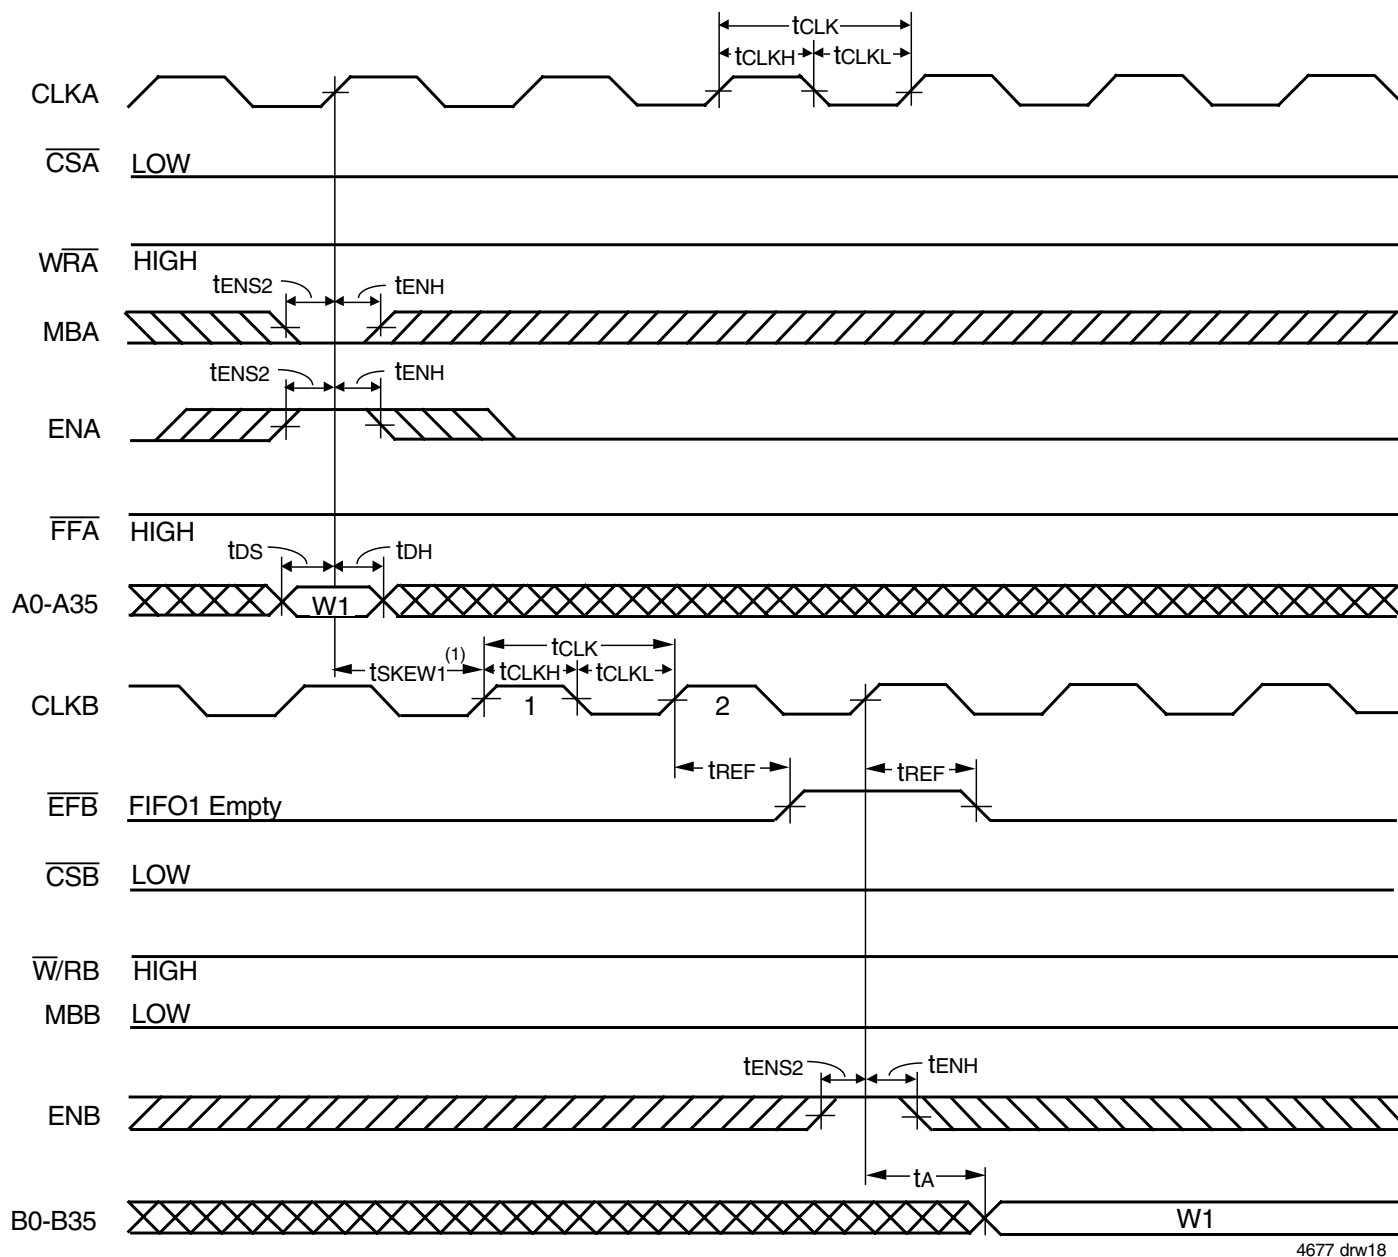 tCLK
tCLKH tCLKL
CLKA
CSA LOW
WRA HIGH
tENS2 tENH
MBA
tENS2 tENH
ENA
FFA HIGH
tDS tDH
A0-A35 W1
tSKEW1(1) tCLK
tCLKH tCLKL
CLKB 1 2
tREF tREF
EFB FIFO1 Empty
CSB LOW
W/RB HIGH
MBB LOW
tENS2 tENH
ENB
tA
B0-B35 W1
4677 drw18